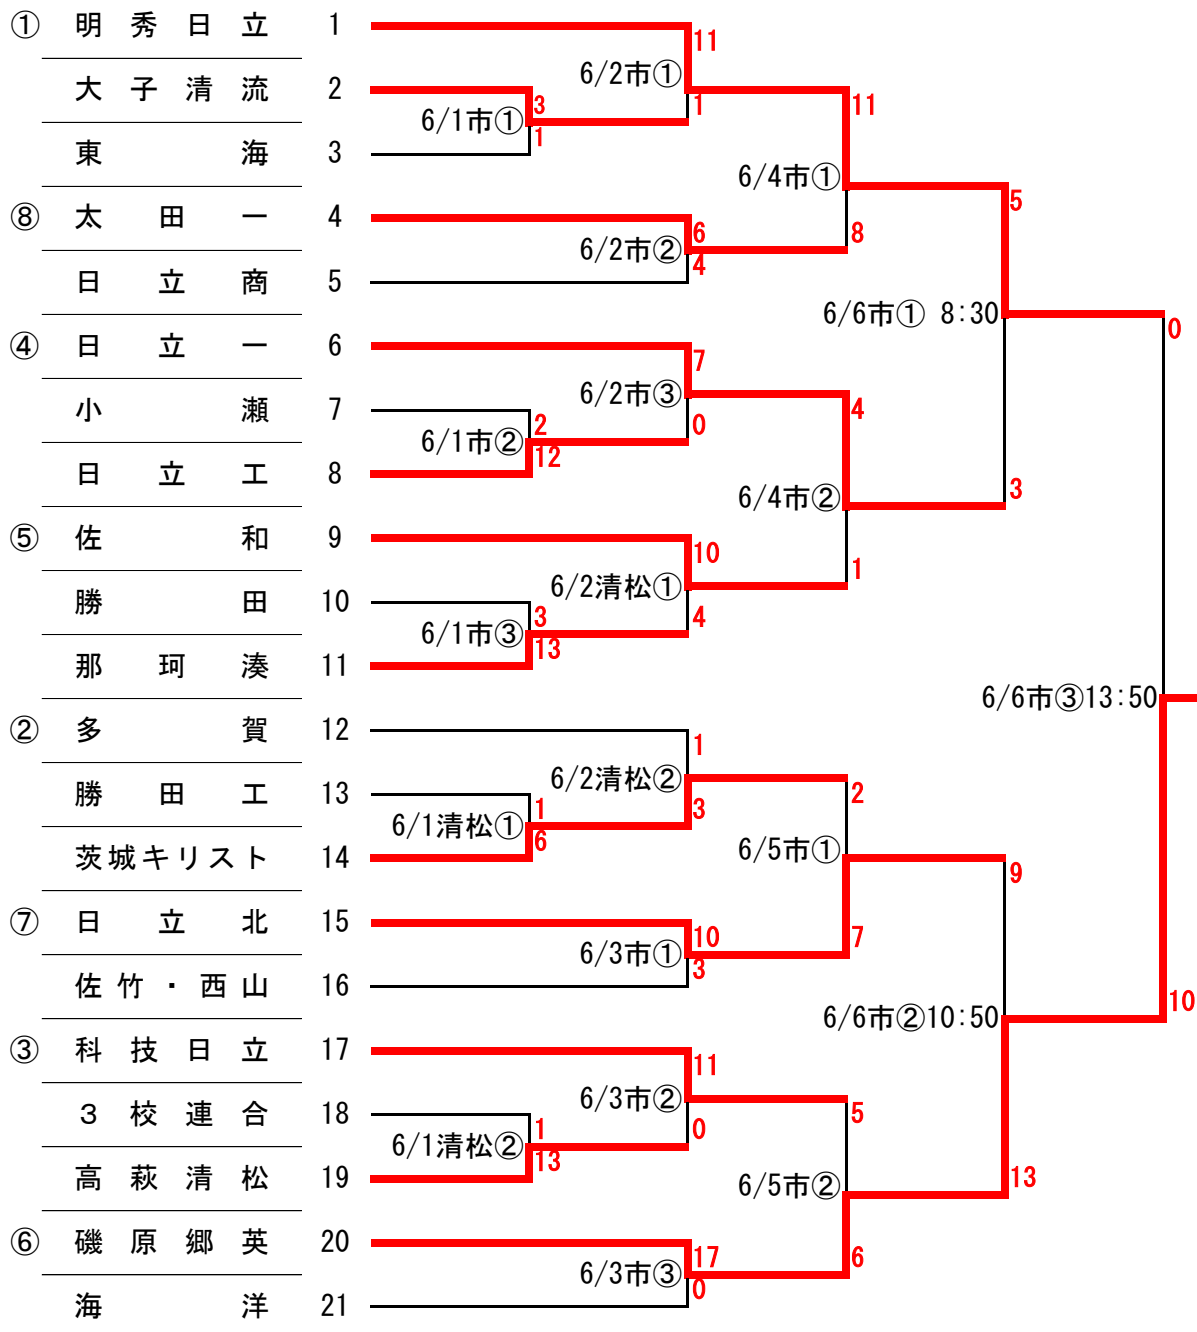 ① 明秀日立 1
11
6/2市①
大子清流 2
3
1
11
6/1市①
1
東海 3
6/4市①
5
⑧ 太田一 4
6
8
6/2市②
4
日立商 5
6/6市① 8:30
0
④ 日立一 6
7
6/2市③
小瀬 7
4
2
0
6/1市②
12
日立工 8
3
6/4市②
⑤ 佐和 9
10
1
6/2清松①
勝田 10
3
4
6/1市③
13
那珂湊 11
6/6市③13:50
② 多賀 12
1
6/2清松②
勝田工 13
2
1
3
6/1清松①
6
6/5市①
茨城キリスト 14
9
⑦ 日立北 15
10
7
6/3市①
3
佐竹・西山 16
10
6/6市②10:50
③ 科技日立 17
11
6/3市②
3校連合 18
5
1
0
6/1清松②
13
高萩清松 19
13
6/5市②
⑥ 磯原郷英 20
17
6
6/3市③
0
海洋 21